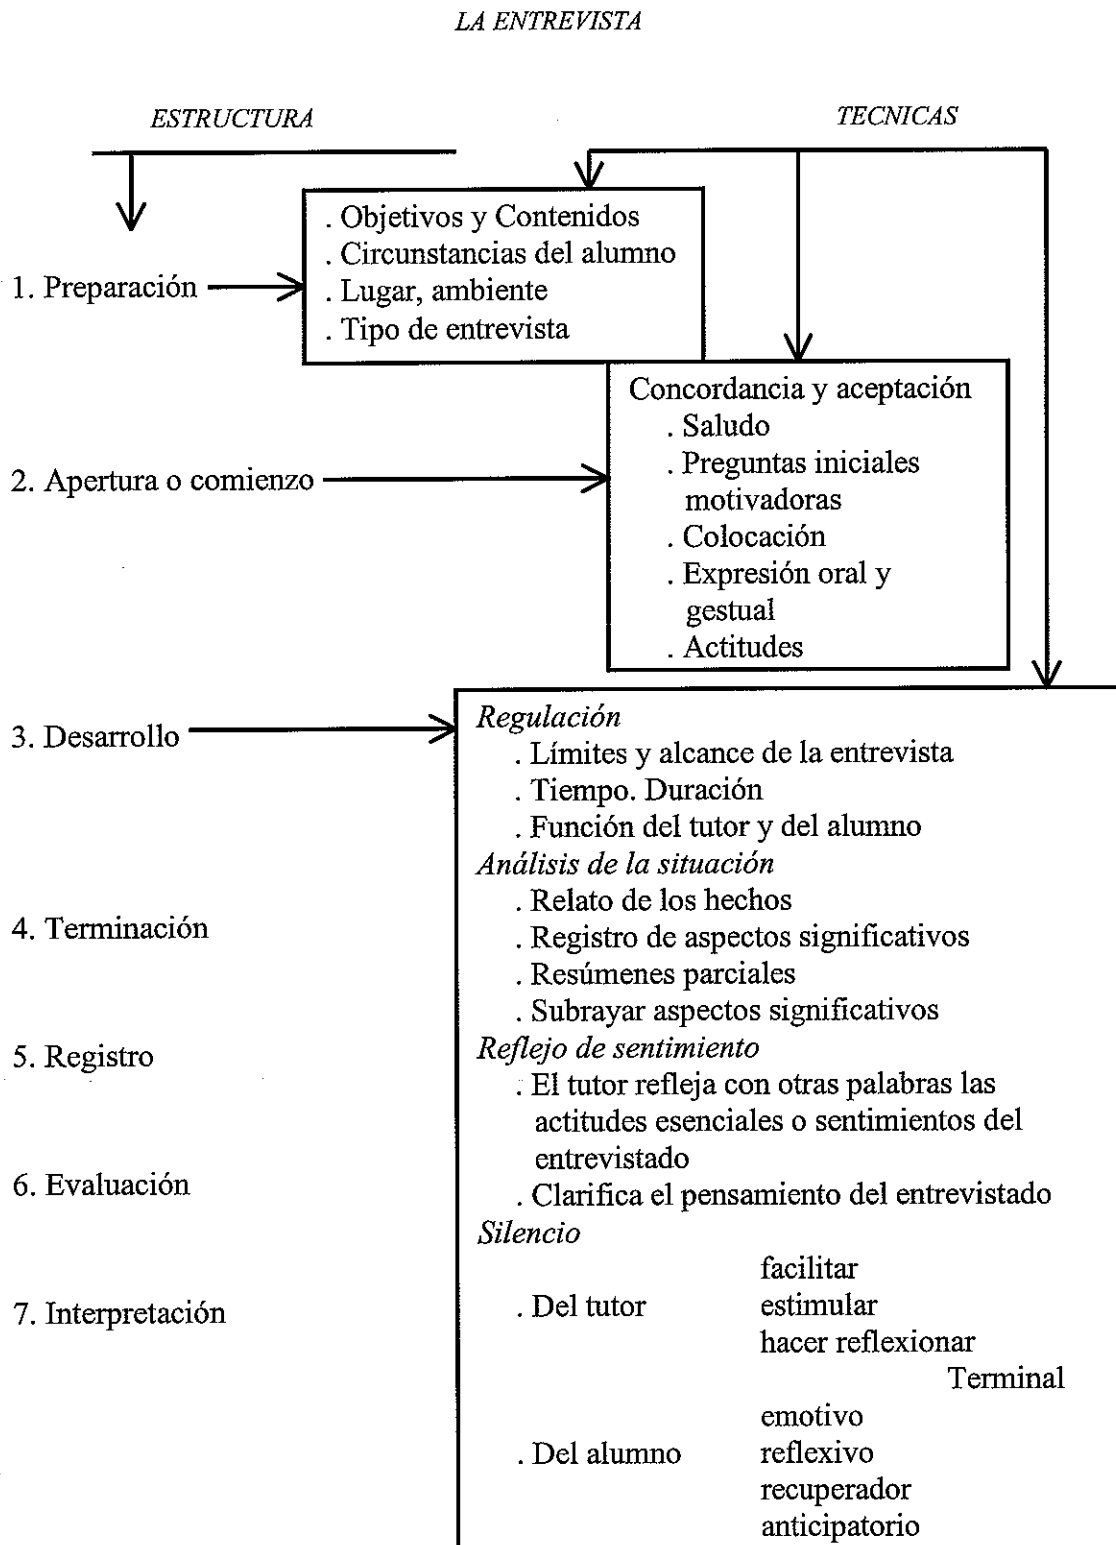 LA ENTREVISTA
ESTRUCTURA
TECNICAS
. Objetivos y Contenidos
. Circunstancias del alumno
1. Preparación
. Lugar, ambiente
. Tipo de entrevista
Concordancia y aceptación
. Saludo
2. Apertura o comienzo
. Preguntas iniciales
motivadoras
. Colocación
. Expresión oral y
gestual
. Actitudes
3. Desarrollo
Regulación
. Límites y alcance de la entrevista
. Tiempo. Duración
. Función del tutor y del alumno
Análisis de la situación
. Relato de los hechos
4. Terminación
. Registro de aspectos significativos
. Resúmenes parciales
. Subrayar aspectos significativos
Reflejo de sentimiento
5. Registro
. El tutor refleja con otras palabras las
actitudes esenciales o sentimientos del
entrevistado
6. Evaluación
. Clarifica el pensamiento del entrevistado
Silencio
facilitar
7. Interpretación
. Del tutor estimular
hacer reflexionar
Terminal
emotivo
. Del alumno reflexivo
recuperador
anticipatorio